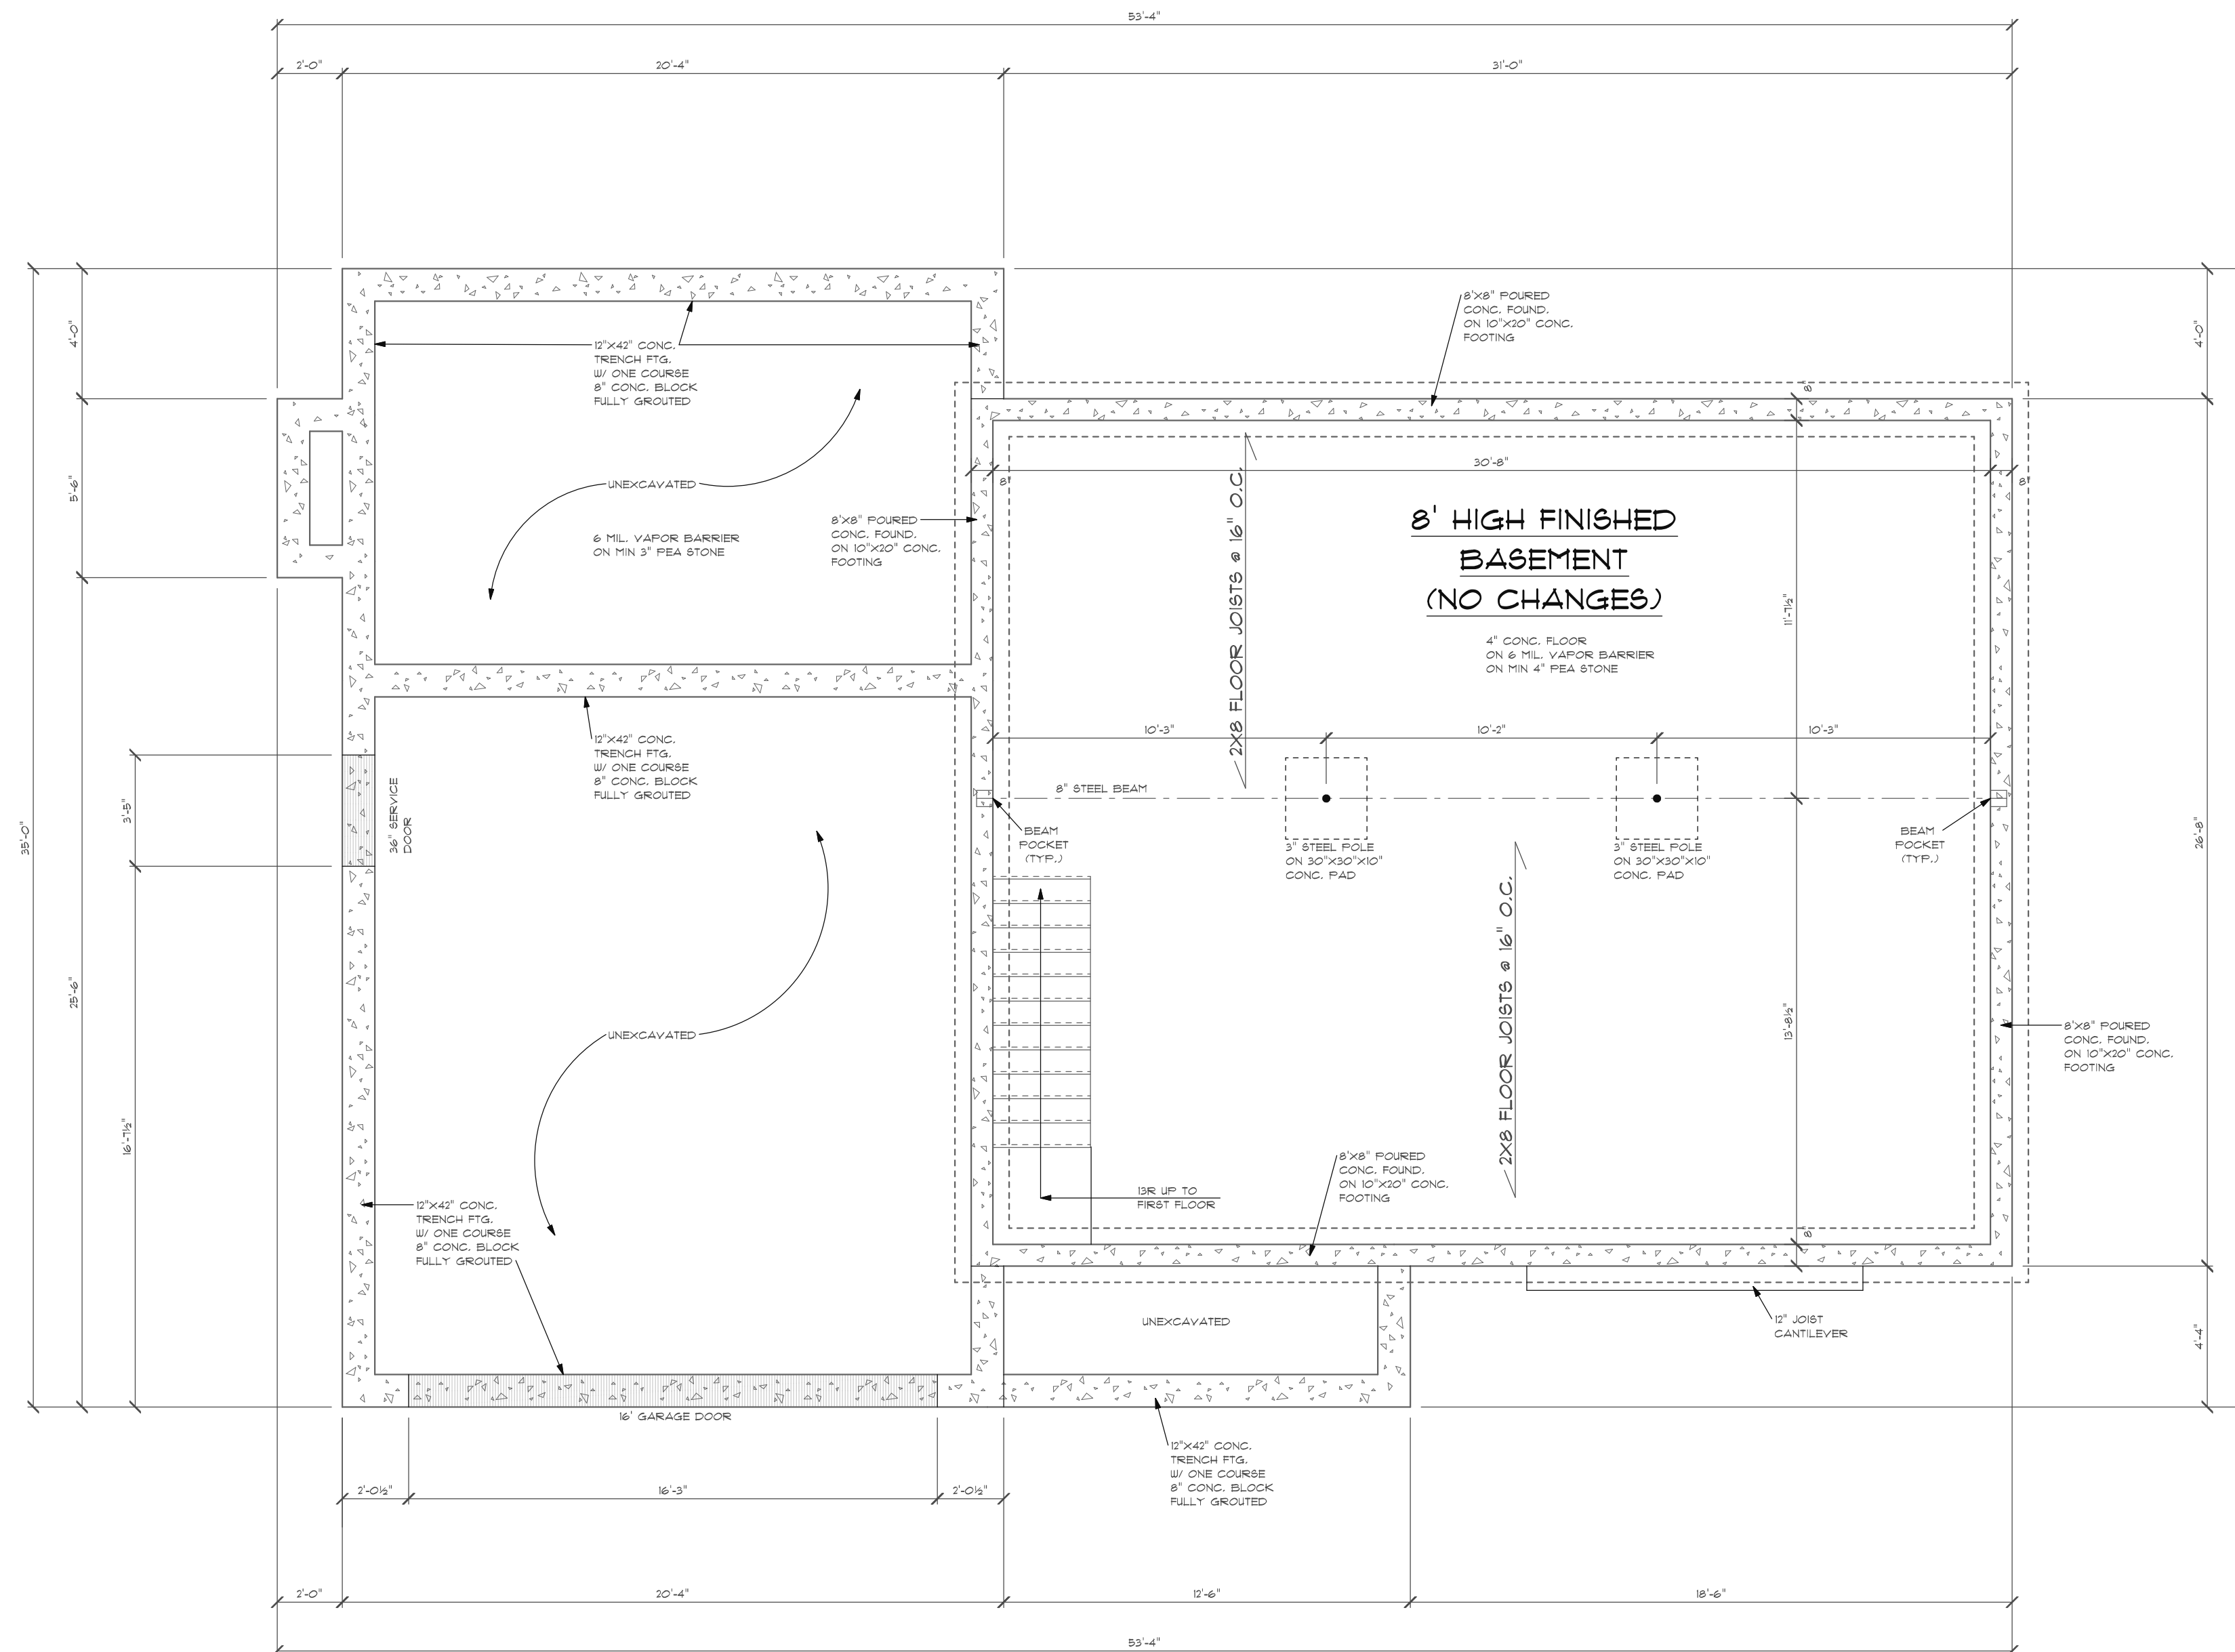 53'-4"
2'-0"
20'-4"
31'-0"
35'-0"
4'-0"
5'-6"
25'-6"
3'-5"
16'-7½"
12"X42" CONC.
TRENCH FTG.
W/ ONE COURSE
8" CONC. BLOCK
FULLY GROUTED
UNEXCAVATED
6 MIL. VAPOR BARRIER
ON MIN 3" PEA STONE
8'X8" POURED
CONC. FOUND.
ON 10"X20" CONC.
FOOTING
8'X8" POURED
CONC. FOUND.
ON 10"X20" CONC.
FOOTING
8"
30'-8"
8"
8"
8' HIGH FINISHED
BASEMENT
(NO CHANGES)
4" CONC. FLOOR
ON 6 MIL. VAPOR BARRIER
ON MIN 4" PEA STONE
2X8 FLOOR JOISTS @ 16" O.C.
11'-7½"
4'-0"
26'-8"
4'-4"
10'-3"
10'-2"
10'-3"
8" STEEL BEAM
BEAM
POCKET
(TYP.)
3" STEEL POLE
ON 30"X30"X10"
CONC. PAD
3" STEEL POLE
ON 30"X30"X10"
CONC. PAD
BEAM
POCKET
(TYP.)
12"X42" CONC.
TRENCH FTG.
W/ ONE COURSE
8" CONC. BLOCK
FULLY GROUTED
36" SERVICE
DOOR
UNEXCAVATED
2X8 FLOOR JOISTS @ 16" O.C.
13'-8½"
8"
8'X8" POURED
CONC. FOUND.
ON 10"X20" CONC.
FOOTING
8'X8" POURED
CONC. FOUND.
ON 10"X20" CONC.
FOOTING
13R UP TO
FIRST FLOOR
12"X42" CONC.
TRENCH FTG.
W/ ONE COURSE
8" CONC. BLOCK
FULLY GROUTED
UNEXCAVATED
12" JOIST
CANTILEVER
16' GARAGE DOOR
12"X42" CONC.
TRENCH FTG.
W/ ONE COURSE
8" CONC. BLOCK
FULLY GROUTED
2'-0½"
16'-3"
2'-0½"
2'-0"
20'-4"
12'-6"
18'-6"
53'-4"